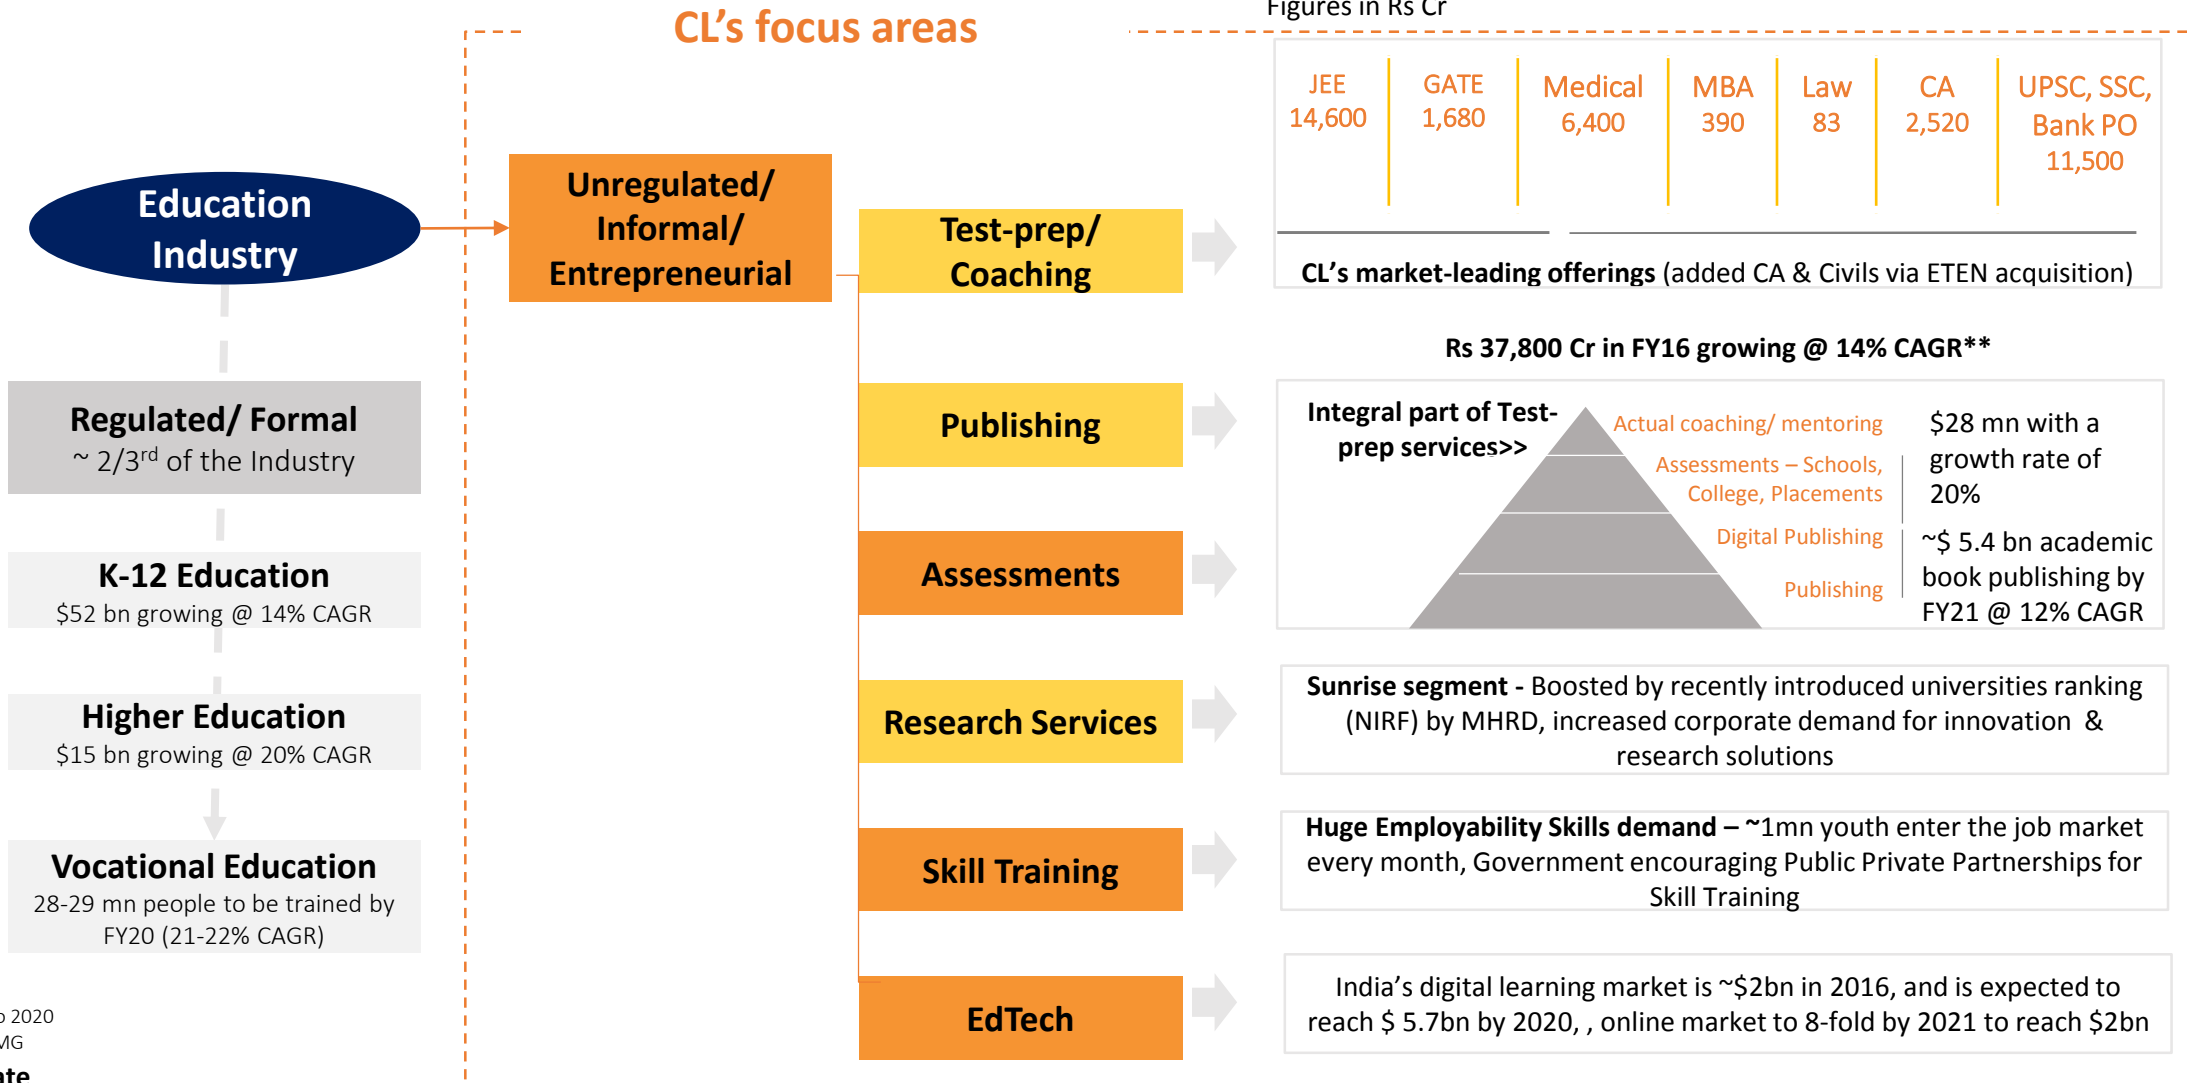 CL’s focus areas
Figures in Rs Cr
JEE
14,600
GATE
1,680
Medical
6,400
MBA
390
Law
83
CA
2,520
UPSC, SSC,
Bank PO
11,500
CL’s market-leading offerings (added CA & Civils via ETEN acquisition)
Education
Industry
Unregulated/
Informal/
Entrepreneurial
Test-prep/
Coaching
Rs 37,800 Cr in FY16 growing @ 14% CAGR**
Regulated/ Formal
~ 2/3rd of the Industry
Publishing
Integral part of Test-
prep services>>
Actual coaching/ mentoring
Assessments – Schools,
College, Placements
Digital Publishing
Publishing
$28 mn with a
growth rate of
20%
~$ 5.4 bn academic
book publishing by
FY21 @ 12% CAGR
K-12 Education
$52 bn growing @ 14% CAGR
Assessments
Higher Education
$15 bn growing @ 20% CAGR
Research Services
Sunrise segment - Boosted by recently introduced universities ranking
(NIRF) by MHRD, increased corporate demand for innovation &
research solutions
Vocational Education
28-29 mn people to be trained by
FY20 (21-22% CAGR)
Skill Training
Huge Employability Skills demand – ~1mn youth enter the job market
every month, Government encouraging Public Private Partnerships for
Skill Training
EdTech
India’s digital learning market is ~$2bn in 2016, and is expected to
reach $ 5.7bn by 2020, , online market to 8-fold by 2021 to reach $2bn
2020